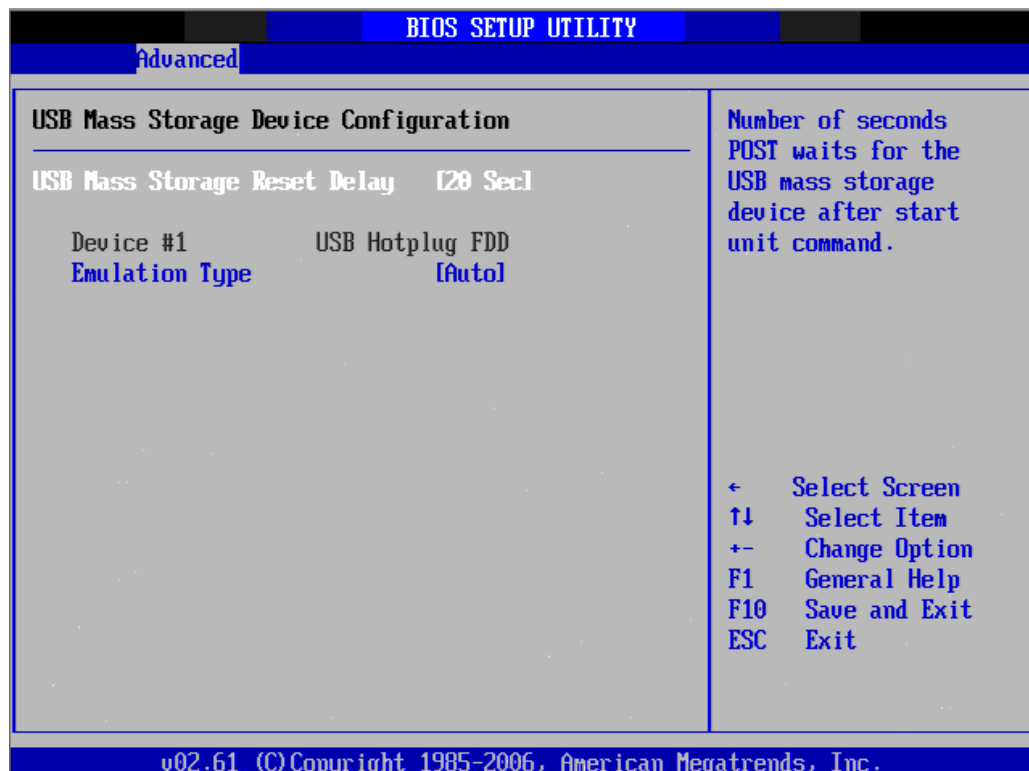 BIOS SETUP UTILITY
Advanced
USB Mass Storage Device Configuration
USB Mass Storage Reset Delay [20 Sec]
Device #1 USB Hotplug FDD
Emulation Type [Auto]
Number of seconds
POST waits for the
USB mass storage
device after start
unit command.
← Select Screen
↑↓ Select Item
+- Change Option
F1 General Help
F10 Save and Exit
ESC Exit
v02.61 (C)Copyright 1985-2006, American Megatrends, Inc.